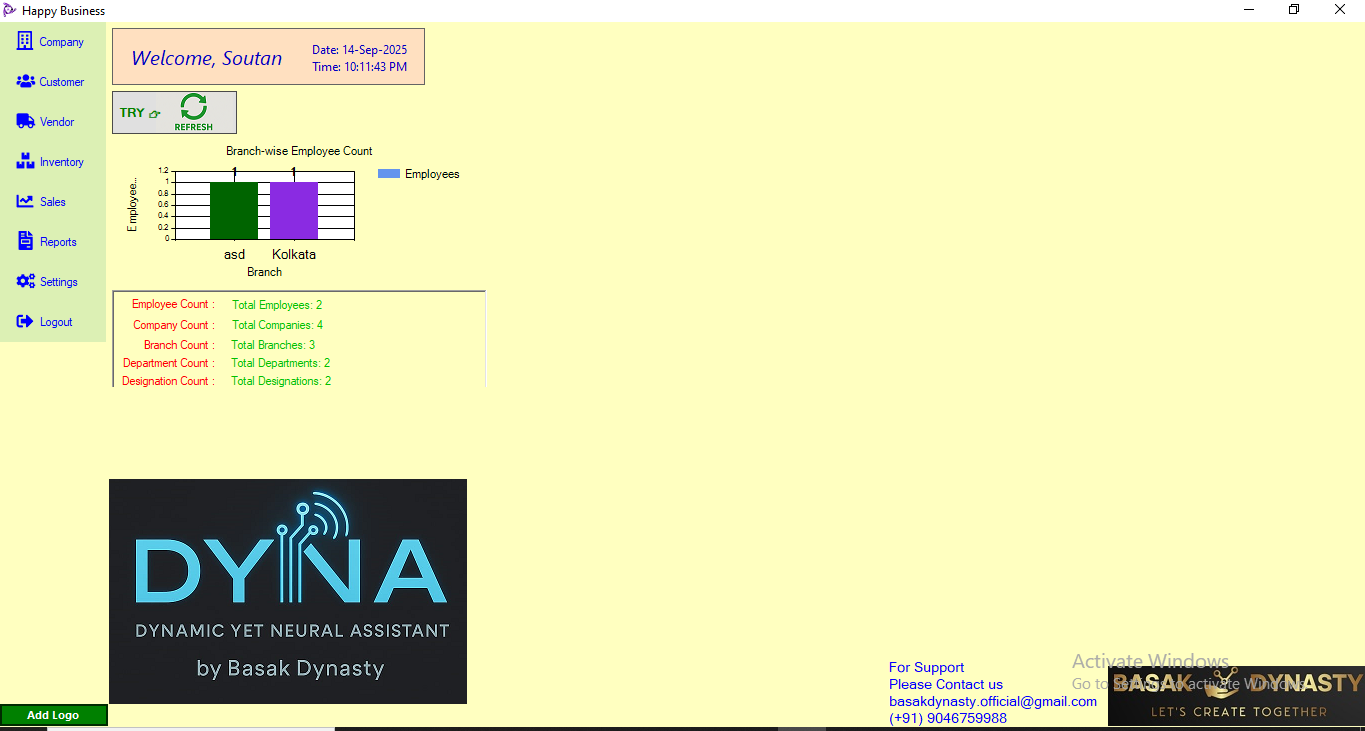 Happy Business
Company
Customer
Vendor
Inventory
Sales
Reports
Settings
Logout
Welcome, Soutan
Date: 14-Sep-2025
Time: 10:11:43 PM
TRY
REFRESH
Branch-wise Employee Count
Employee...
1.2
1
0.8
0.6
0.4
0.2
0
1 1
Employees
asd Kolkata
Branch
Employee Count : Total Employees: 2
Company Count : Total Companies: 4
Branch Count : Total Branches: 3
Department Count : Total Departments: 2
Designation Count : Total Designations: 2
DYNA
DYNAMIC YET NEURAL ASSISTANT
by Basak Dynasty
Add Logo
For Support
Please Contact us
basakdynasty.official@gmail.com
(+91) 9046759988
Activate Windows
Go to Settings to activate Windows.
BASAK DYNASTY
LET'S CREATE TOGETHER